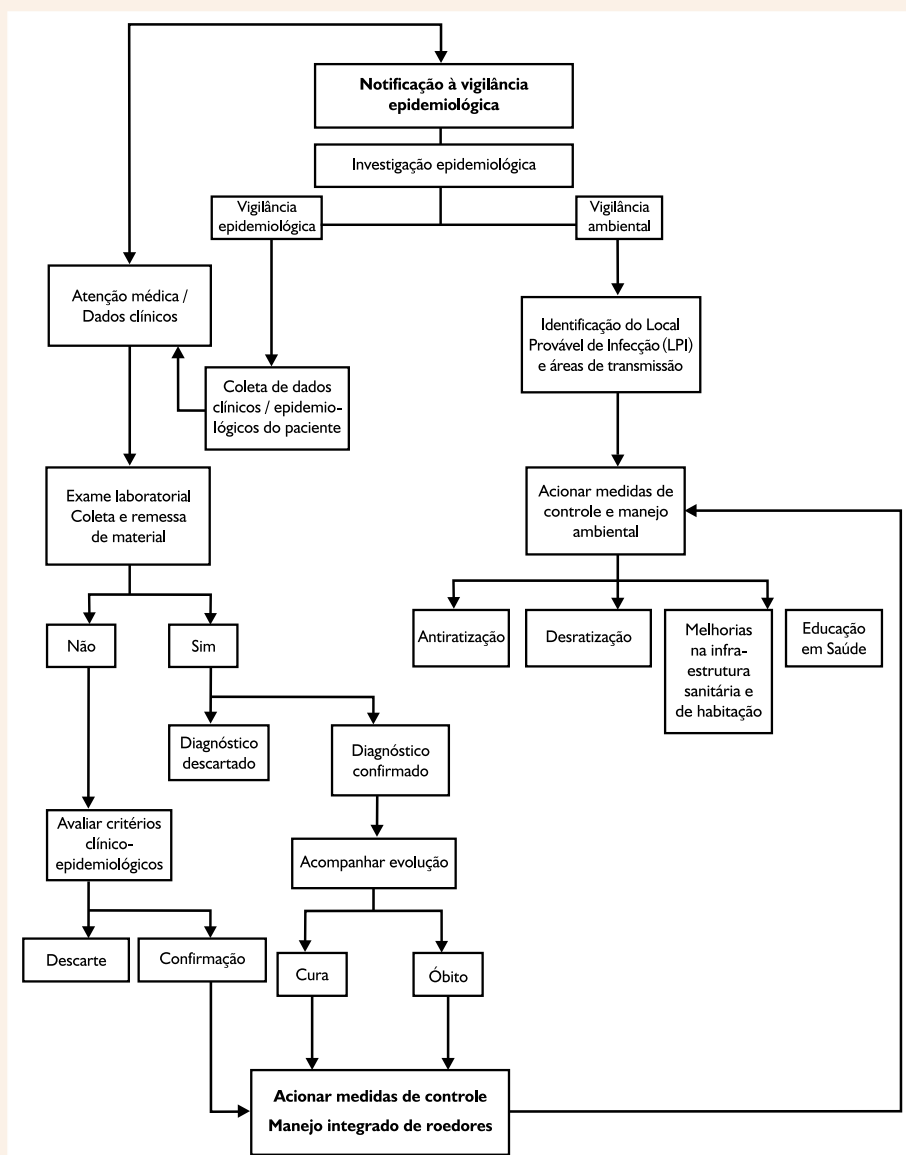 Notificação à vigilância
epidemiológica
Investigação epidemiológica
Vigilância
epidemiológica
Vigilância
ambiental
Atenção médica /
Dados clínicos
Identificação do Local
Provável de Infecção (LPI)
e áreas de transmissão
Coleta de dados
clínicos / epidemio-
lógicos do paciente
Exame laboratorial
Coleta e remessa
de material
Acionar medidas de
controle e manejo
ambiental
Não
Sim
Antiratização
Desratização
Melhorias
na infra-
estrutura
sanitária e
de habitação
Educação
em Saúde
Diagnóstico
descartado
Diagnóstico
confirmado
Avaliar critérios
clínico-
epidemiológicos
Acompanhar evolução
Descarte
Confirmação
Cura
Óbito
Acionar medidas de controle
Manejo integrado de roedores